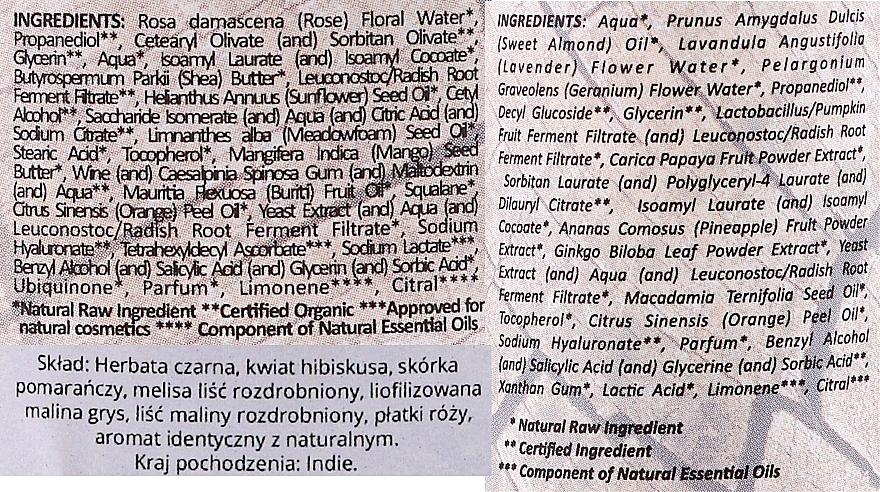 INGREDIENTS: Rosa damascena (Rose) Floral Water*,
Propanediol**, Cetearyl Olivate (and) Sorbitan Olivate**,
Glycerin**, Aqua*, Isoamyl Laurate (and) Isoamyl Cocoate*,
Butyrospermum Parkii (Shea) Butter*, Leuconostoc/Radish Root
Ferment Filtrate**, Helianthus Annuus (Sunflower) Seed Oil*, Cetyl
Alcohol**, Saccharide Isomerate (and) Aqua (and) Citric Acid (and)
Sodium Citrate**, Limnanthes alba (Meadowfoam) Seed Oil*,
Stearic Acid*, Tocopherol*, Mangifera Indica (Mango) Seed
Butter*, Wine (and) Caesalpinia Spinosa Gum (and) Maltodextrin
(and) Aqua**, Mauritia Flexuosa (Buriti) Fruit Oil*, Squalane*,
Citrus Sinensis (Orange) Peel Oil*, Yeast Extract (and) Aqua (and)
Leuconostoc/Radish Root Ferment Filtrate*, Sodium
Hyaluronate**, Tetrahexyldecyl Ascorbate***, Sodium Lactate***,
Benzyl Alcohol (and) Salicylic Acid (and) Glycerin (and) Sorbic Acid*,
Ubiquinone*, Parfum*, Limonene****, Citral****
*Natural Raw Ingredient **Certified Organic ***Approved for
natural cosmetics **** Component of Natural Essential Oils
Skład: Herbata czarna, kwiat hibiskusa, skórka
pomarańczy, melisa liść rozdrobniony, liofilizowana
malina grys, liść maliny rozdrobniony, płatki róży,
aromat identyczny z naturalnym.
Kraj pochodzenia: Indie.
INGREDIENTS: Aqua*, Prunus Amygdalus Dulcis
(Sweet Almond) Oil*, Lavandula Angustifolia
(Lavender) Flower Water*, Pelargonium
Graveolens (Geranium) Flower Water*, Propanediol**,
Decyl Glucoside**, Glycerin**, Lactobacillus/Pumpkin
Fruit Ferment Filtrate (and) Leuconostoc/Radish Root
Ferment Filtrate*, Carica Papaya Fruit Powder Extract*,
Sorbitan Laurate (and) Polyglyceryl-4 Laurate (and)
Dilauryl Citrate**, Isoamyl Laurate (and) Isoamyl
Cocoate*, Ananas Comosus (Pineapple) Fruit Powder
Extract*, Ginkgo Biloba Leaf Powder Extract*, Yeast
Extract (and) Aqua (and) Leuconostoc/Radish Root
Ferment Filtrate*, Macadamia Ternifolia Seed Oil*,
Tocopherol*, Citrus Sinensis (Orange) Peel Oil*,
Sodium Hyaluronate**, Parfum*, Benzyl Alcohol
(and) Salicylic Acid (and) Glycerine (and) Sorbic Acid**,
Xanthan Gum*, Lactic Acid*, Limonene***, Citral***
* Natural Raw Ingredient
** Certified Ingredient
*** Component of Natural Essential Oils